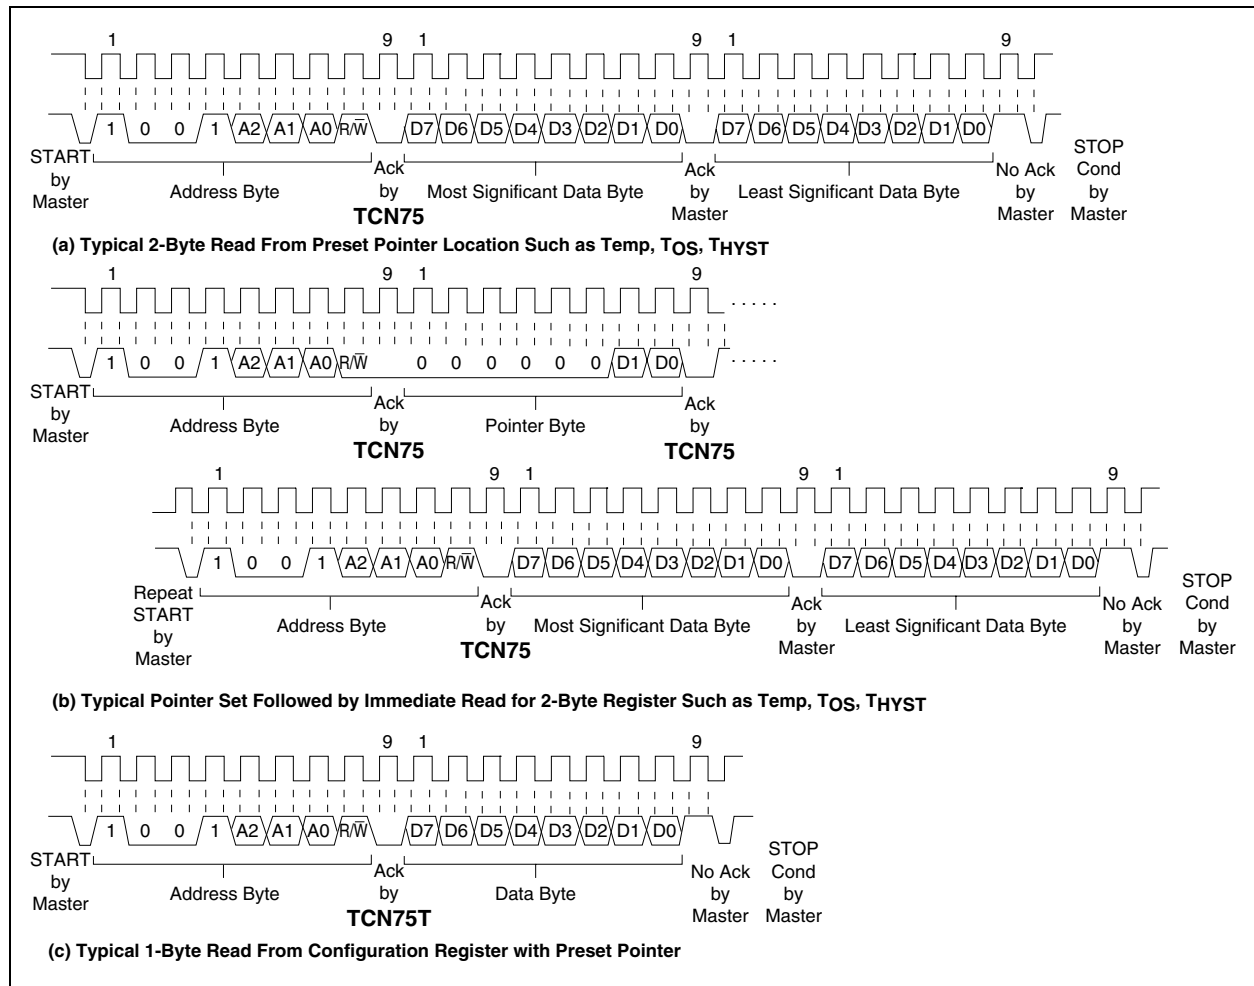 1 9 1 9 1 9
1 0 0 1 A2 A1 A0 R/W̅ D7 D6 D5 D4 D3 D2 D1 D0 D7 D6 D5 D4 D3 D2 D1 D0
START by Master
Address Byte
Ack by TCN75
Most Significant Data Byte
Ack by Master
Least Significant Data Byte
No Ack by Master
STOP Cond by Master
(a) Typical 2-Byte Read From Preset Pointer Location Such as Temp, TOS, THYST
1 9 1 9
. . . . .
1 0 0 1 A2 A1 A0 R/W̅ 0 0 0 0 0 0 D1 D0
. . . . .
START by Master
Address Byte
Ack by TCN75
Pointer Byte
Ack by TCN75
1 9 1 9 1 9
1 0 0 1 A2 A1 A0 R/W̅ D7 D6 D5 D4 D3 D2 D1 D0 D7 D6 D5 D4 D3 D2 D1 D0
Repeat START by Master
Address Byte
Ack by TCN75
Most Significant Data Byte
Ack by Master
Least Significant Data Byte
No Ack by Master
STOP Cond by Master
(b) Typical Pointer Set Followed by Immediate Read for 2-Byte Register Such as Temp, TOS, THYST
1 9 1 9
1 0 0 1 A2 A1 A0 R/W̅ D7 D6 D5 D4 D3 D2 D1 D0
START by Master
Address Byte
Ack by TCN75T
Data Byte
No Ack by Master
STOP Cond by Master
(c) Typical 1-Byte Read From Configuration Register with Preset Pointer